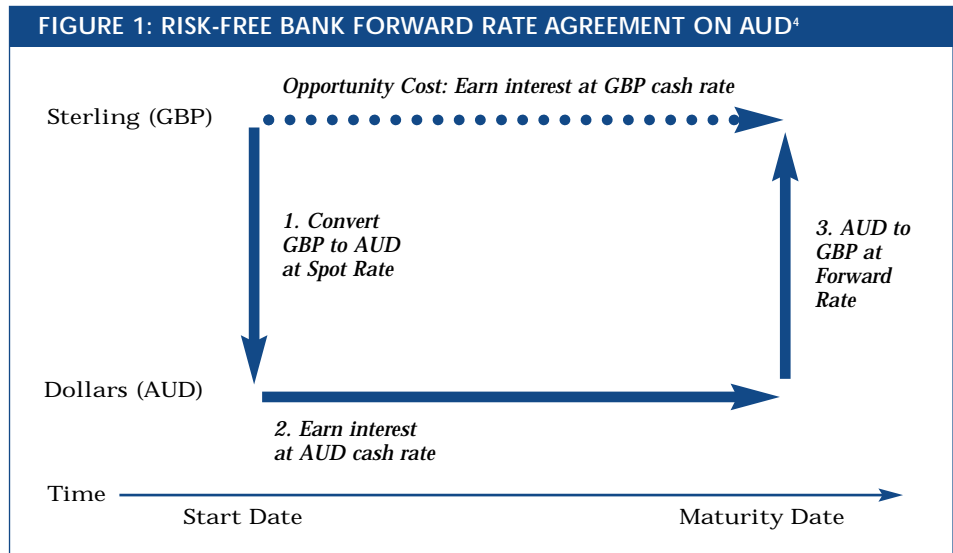 FIGURE 1: RISK-FREE BANK FORWARD RATE AGREEMENT ON AUD⁴
Opportunity Cost: Earn interest at GBP cash rate
Sterling (GBP)
1. Convert
GBP to AUD
at Spot Rate
3. AUD to
GBP at
Forward
Rate
Dollars (AUD)
2. Earn interest
at AUD cash rate
Time
Start Date
Maturity Date